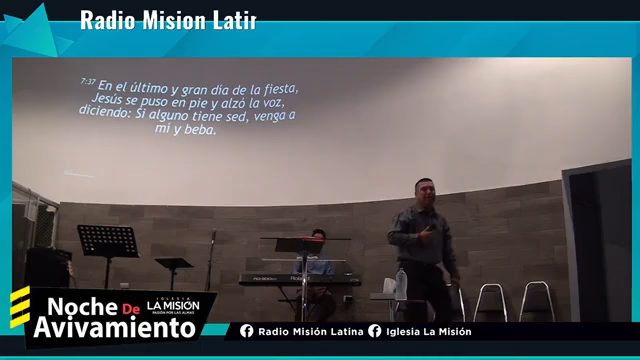 Radio Mision Latir
7:37 En el último y gran día de la fiesta,
Jesús se puso en pie y alzó la voz,
diciendo: Si alguno tiene sed, venga a
mí y beba.
Roland
Noche De
Avivamiento
IGLESIA
LA MISIÓN
PASIÓN POR LAS ALMAS
Radio Misión Latina
Iglesia La Misión